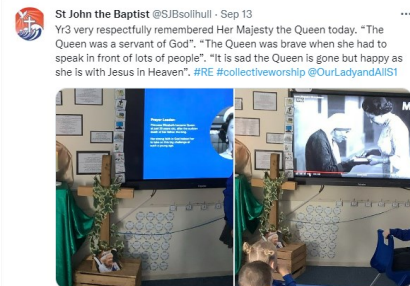 St John the Baptist @SJBsolihull · Sep 13
Yr3 very respectfully remembered Her Majesty the Queen today. “The
Queen was a servant of God”. “The Queen was brave when she had to
speak in front of lots of people”. “It is sad the Queen is gone but happy as
she is with Jesus in Heaven”. #RE #collectiveworship @OurLadyandAllS1
Prayer Leader